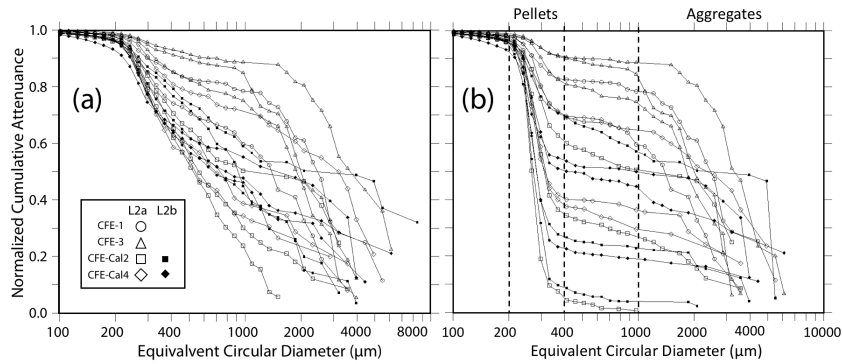 Pellets Aggregates
(a) (b)
Normalized Cumulative Attenuance
1.0
0.8
0.6
0.4
0.2
0.0
L2a L2b
CFE-1
CFE-3
CFE-Cal2
CFE-Cal4
100 200 400 1000 2000 4000 8000
100 200 400 1000 2000 4000 10000
Equivalvent Circular Diameter (µm) Equivalent Circular Diameter (µm)